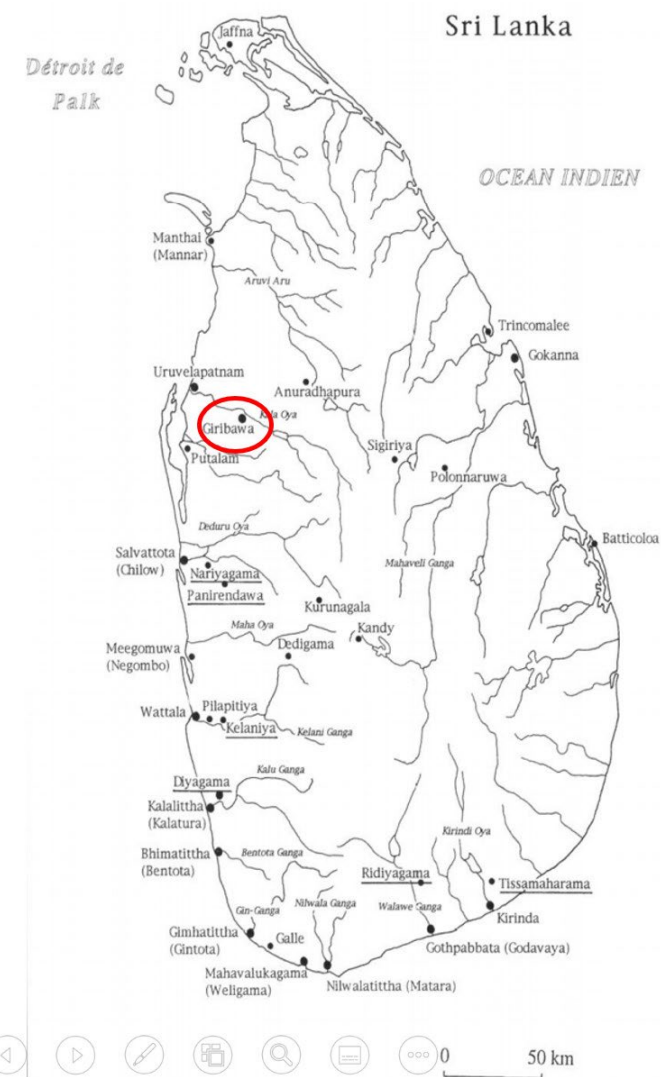 Sri Lanka
Jaffna
Détroit de
Palk
OCEAN INDIEN
Manthai
(Mannar)
Aruvi Aru
Trincomalee
Gokanna
Uruvelapatnam
Anuradhapura
Kala Oya
Giribawa
Sigiriya
Putalam
Polonnaruwa
Deduru Oya
Batticoloa
Salvattota
(Chilow)
Mahaveli Ganga
Nariyagama
Panirendawa
Kurunagala
Maha Oya
Kandy
Meegomuwa
(Negombo)
Dedigama
Wattala
Pilapitiya
Kelaniya
Kelani Ganga
Kalu Ganga
Diyagama
Kalalittha
(Kalatura)
Kirindi Oya
Bhimatittha
(Bentota)
Bentota Ganga
Ridiyagama
Tissamaharama
Gin-Ganga
Nilwala Ganga
Walawe Ganga
Kirinda
Gimhatittha
(Gintota)
Galle
Gothpabbata (Godavaya)
Mahavalukagama
(Weligama)
Nilwalatittha (Matara)
0 50 km